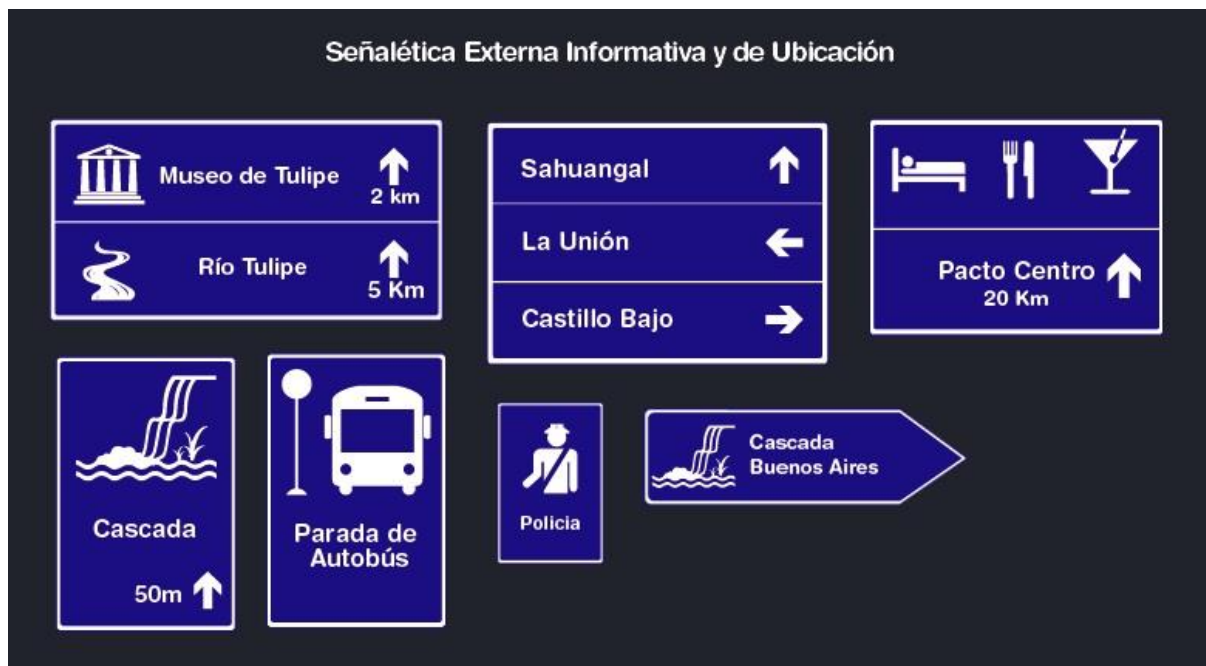 Señalética Externa Informativa y de Ubicación
Museo de Tulipe
2 km
Río Tulipe
5 Km
Sahuangal
La Unión
Castillo Bajo
Pacto Centro
20 Km
Cascada
50m
Parada de
Autobús
Policia
Cascada
Buenos Aires